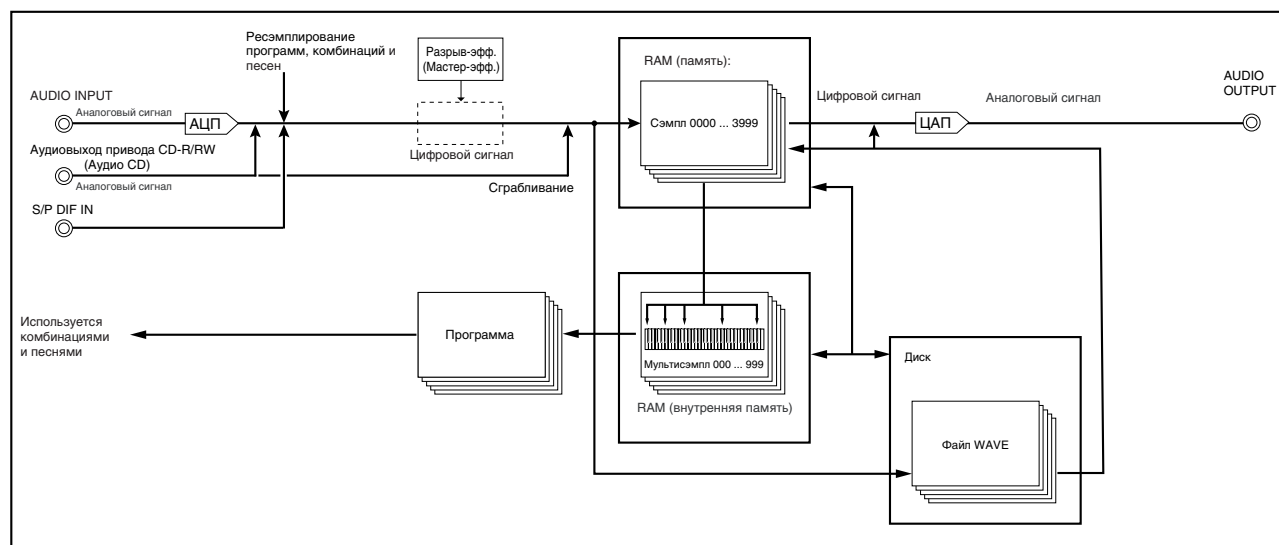 Ресэмплирование
программ, комбинаций и
песен
Разрыв-эфф.
(Мастер-эфф.)
RAM (память):
AUDIO INPUT
Аналоговый сигнал
АЦП
Цифровой сигнал
Сэмпл 0000 ... 3999
Цифровой сигнал
ЦАП
Аналоговый сигнал
AUDIO
OUTPUT
Аудиовыход привода CD-R/RW
(Аудио CD)
Аналоговый сигнал
Сграбливание
S/P DIF IN
Используется
комбинациями
и песнями
Программа
Мультисэмпл 000 ... 999
RAM (внутренняя память)
Диск
Файл WAVE